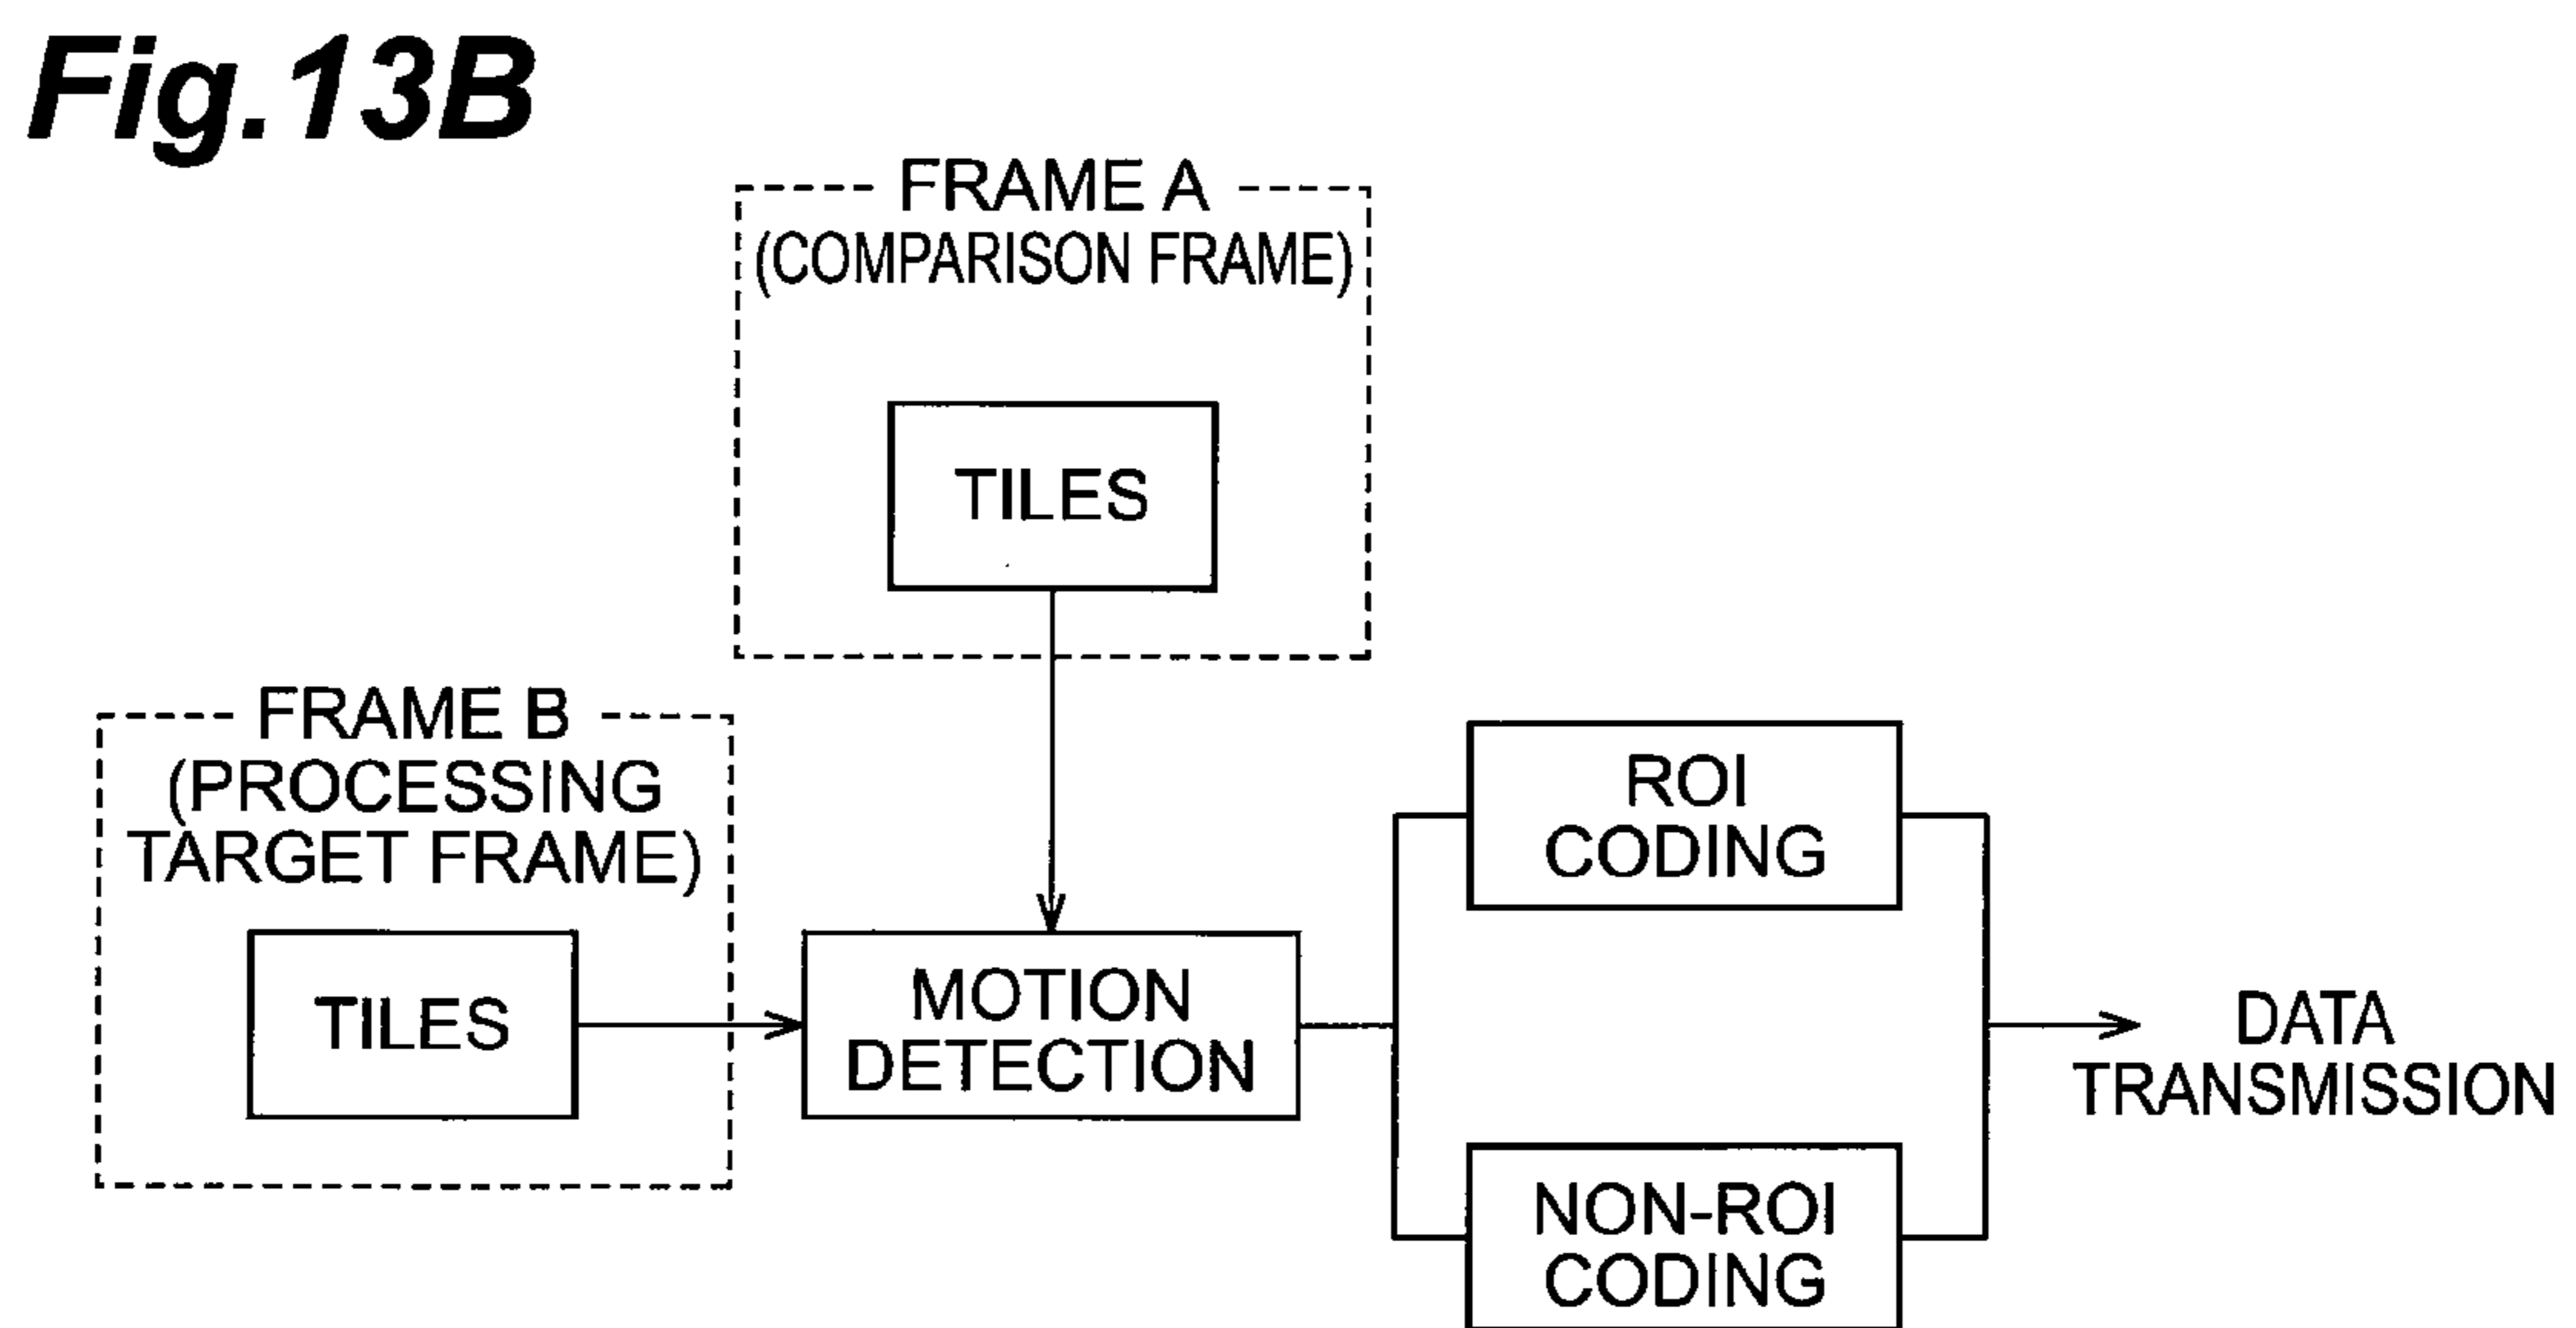 Fig.13B
FRAME A
(COMPARISON FRAME)
TILES
FRAME B
(PROCESSING
TARGET FRAME)
TILES
MOTION
DETECTION
ROI
CODING
NON-ROI
CODING
DATA
TRANSMISSION